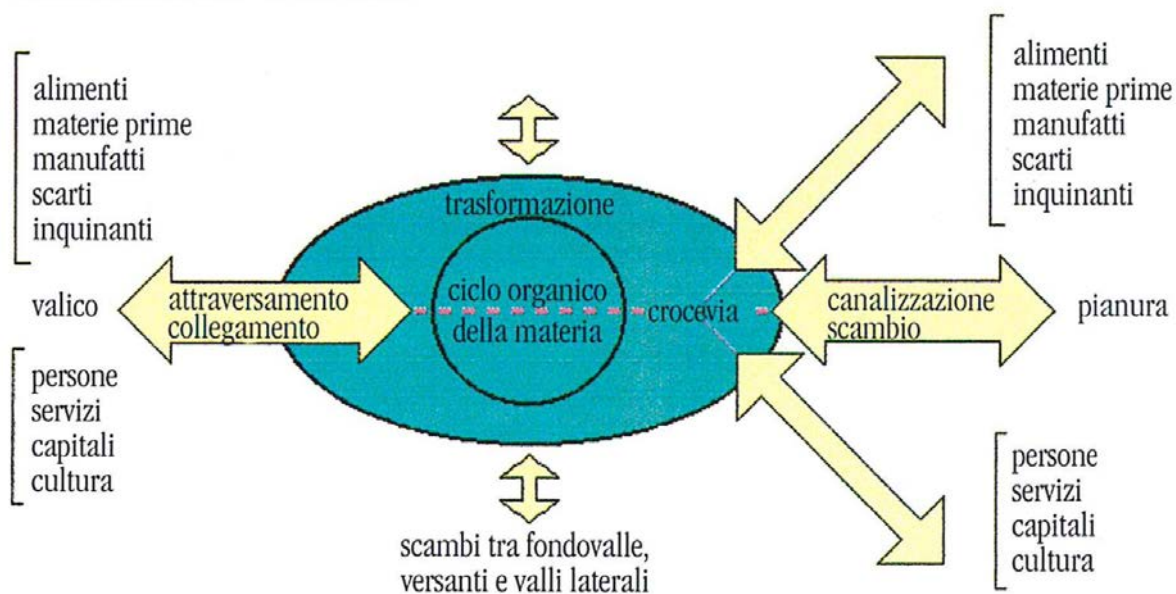 alimenti
materie prime
manufatti
scarti
inquinanti
valico
attraversamento
collegamento
persone
servizi
capitali
cultura
trasformazione
ciclo organico
della materia
crocevia
scambi tra fondovalle,
versanti e valli laterali
alimenti
materie prime
manufatti
scarti
inquinanti
canalizzazione
scambio
pianura
persone
servizi
capitali
cultura